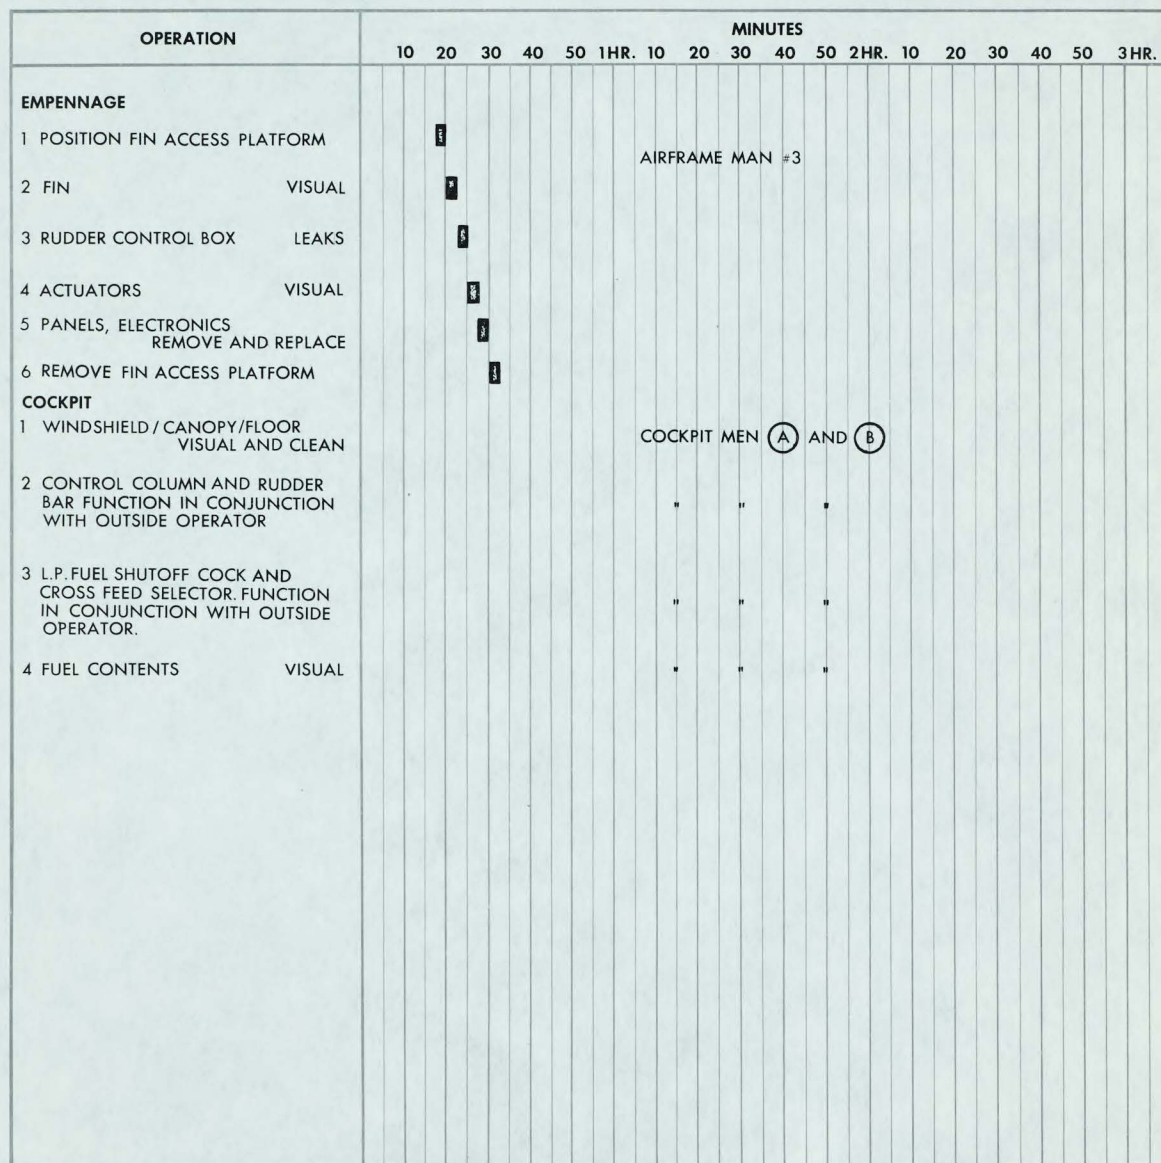 OPERATION
MINUTES
10 20 30 40 50 1HR. 10 20 30 40 50 2HR. 10 20 30 40 50 3HR.
EMPENNAGE
1 POSITION FIN ACCESS PLATFORM
AIRFRAME MAN #3
2 FIN VISUAL
3 RUDDER CONTROL BOX LEAKS
4 ACTUATORS VISUAL
5 PANELS, ELECTRONICS
REMOVE AND REPLACE
6 REMOVE FIN ACCESS PLATFORM
COCKPIT
1 WINDSHIELD/CANOPY/FLOOR
VISUAL AND CLEAN
COCKPIT MEN A AND B
2 CONTROL COLUMN AND RUDDER
BAR FUNCTION IN CONJUNCTION
WITH OUTSIDE OPERATOR
" " "
3 L.P. FUEL SHUTOFF COCK AND
CROSS FEED SELECTOR. FUNCTION
IN CONJUNCTION WITH OUTSIDE
OPERATOR.
" " "
4 FUEL CONTENTS VISUAL
" " "